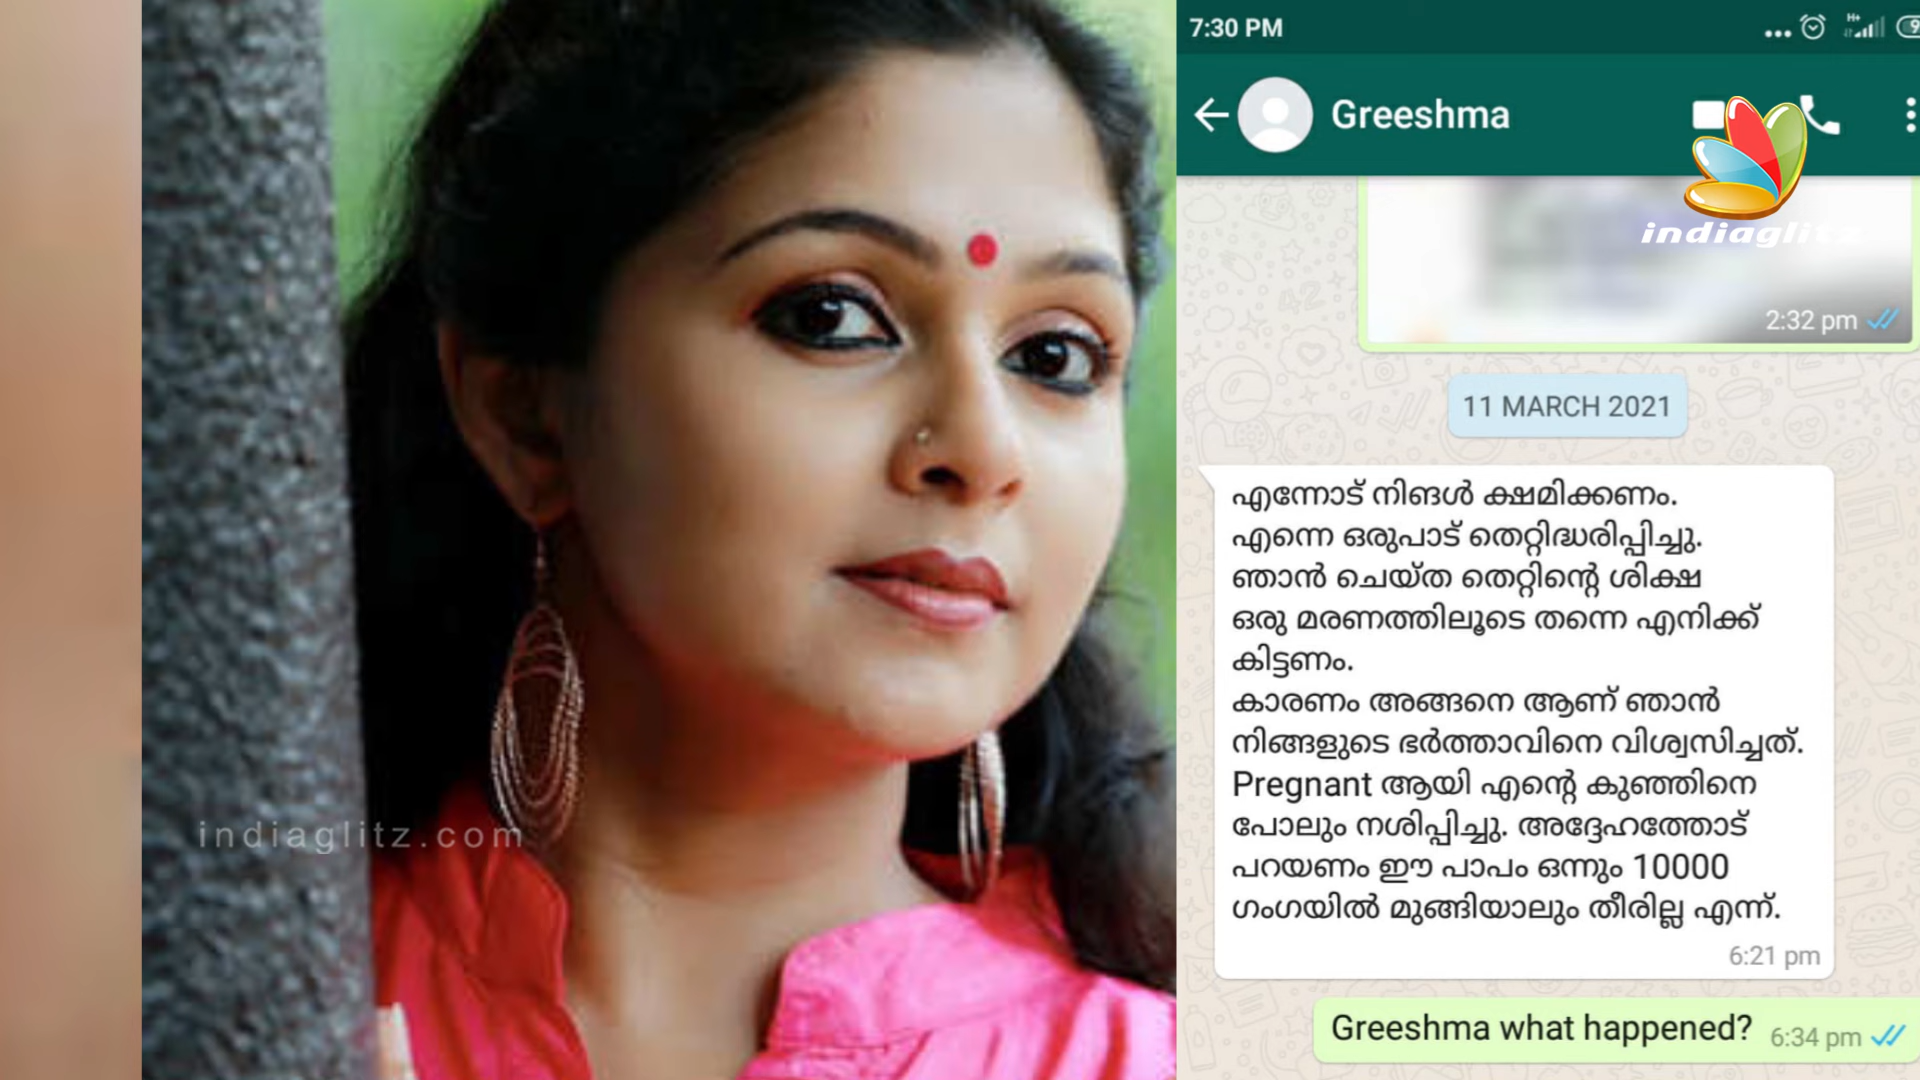 7:30 PM
Greeshma
indiaglitz
2:32 pm
11 MARCH 2021
എന്നോട് നിങൾ ക്ഷമിക്കണം.
എന്നെ ഒരുപാട് തെറ്റിദ്ധരിപ്പിച്ചു.
ഞാൻ ചെയ്ത തെറ്റിന്റെ ശിക്ഷ
ഒരു മരണത്തിലൂടെ തന്നെ എനിക്ക്
കിട്ടണം.
കാരണം അങ്ങനെ ആണ് ഞാൻ
നിങ്ങളുടെ ഭർത്താവിനെ വിശ്വസിച്ചത്.
Pregnant ആയി എന്റെ കുഞ്ഞിനെ
പോലും നശിപ്പിച്ചു. അദ്ദേഹത്തോട്
പറയണം ഈ പാപം ഒന്നും 10000
ഗംഗയിൽ മുങ്ങിയാലും തീരില്ല എന്ന്.
6:21 pm
Greeshma what happened? 6:34 pm
indiaglitz.com